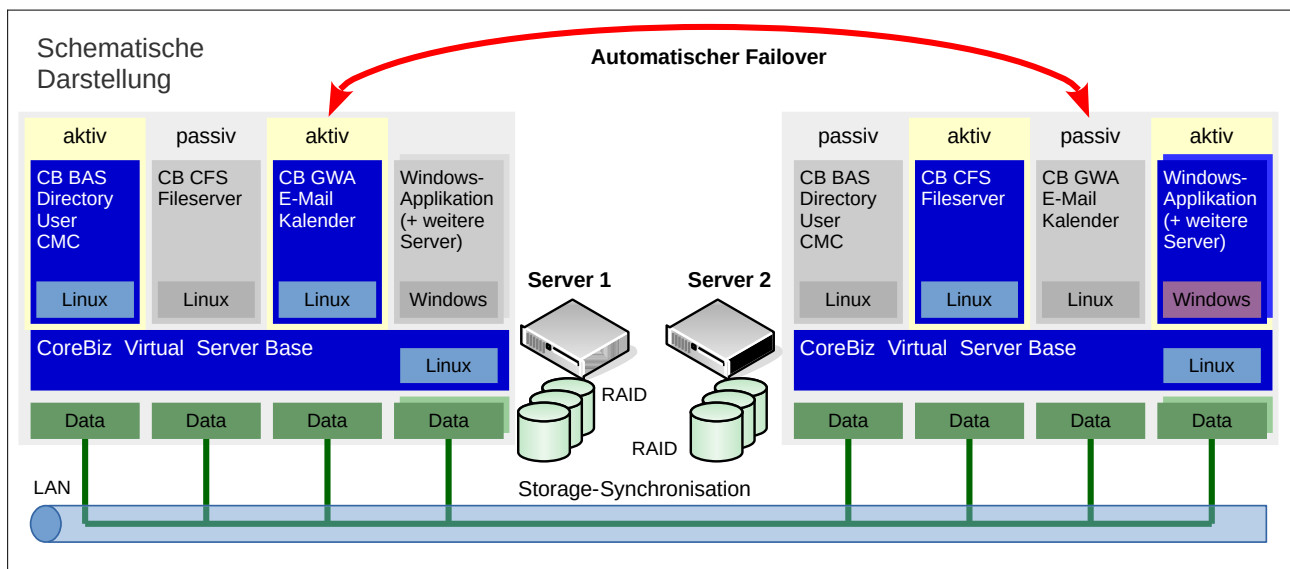 Schematische
Darstellung
Automatischer Failover
aktiv
passiv
aktiv
CB BAS
Directory
User
CMC
Linux
CB CFS
Fileserver
Linux
CB GWA
E-Mail
Kalender
Linux
Windows-
Applikation
(+ weitere
Server)
Windows
CoreBiz Virtual Server Base
Linux
Data
Data
Data
Data
Server 1
RAID
Server 2
RAID
passiv
aktiv
passiv
aktiv
CB BAS
Directory
User
CMC
Linux
CB CFS
Fileserver
Linux
CB GWA
E-Mail
Kalender
Linux
Windows-
Applikation
(+ weitere
Server)
Windows
CoreBiz Virtual Server Base
Linux
Data
Data
Data
Data
LAN
Storage-Synchronisation